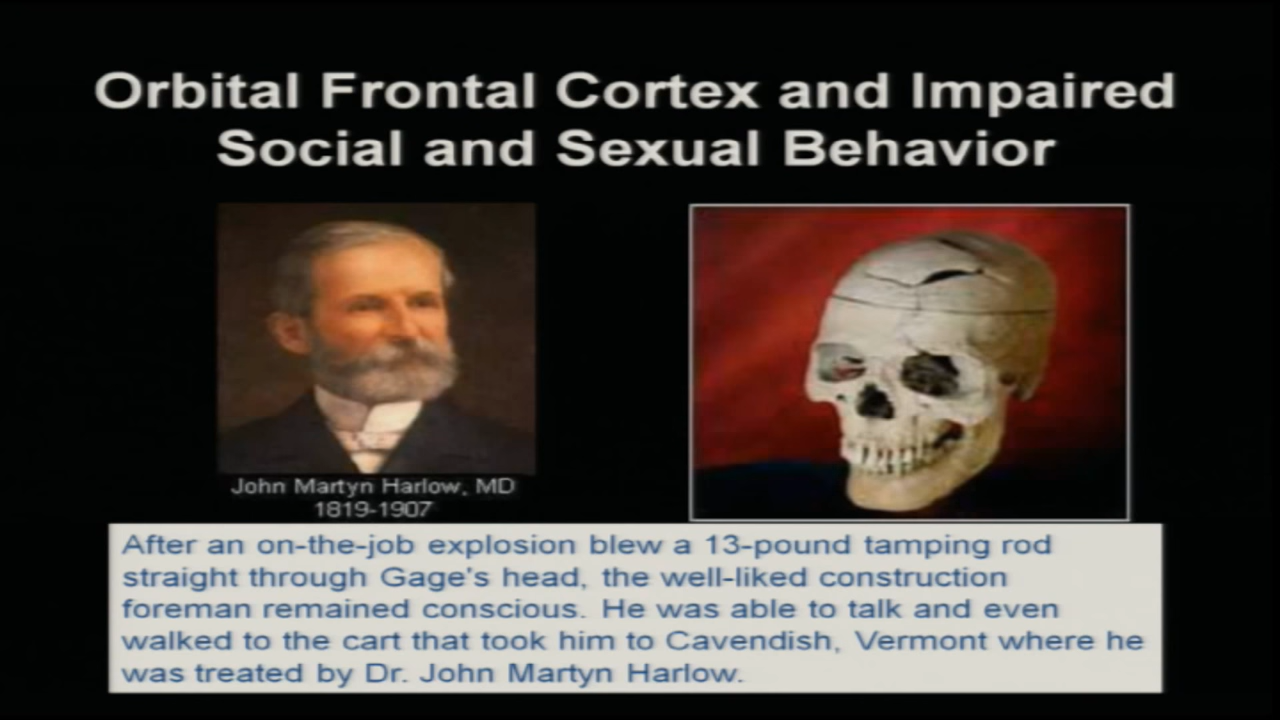 Orbital Frontal Cortex and Impaired
Social and Sexual Behavior
John Martyn Harlow, MD
1819-1907
After an on-the-job explosion blew a 13-pound tamping rod
straight through Gage's head, the well-liked construction
foreman remained conscious. He was able to talk and even
walked to the cart that took him to Cavendish, Vermont where he
was treated by Dr. John Martyn Harlow.